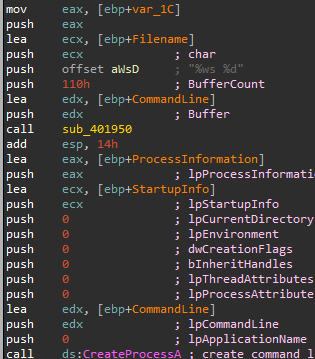 mov eax, [ebp+var_1C]
push eax
lea ecx, [ebp+Filename]
push ecx ; char
push offset aWsD ; "%ws %d"
push 110h ; BufferCount
lea edx, [ebp+CommandLine]
push edx ; Buffer
call sub_401950
add esp, 14h
lea eax, [ebp+ProcessInformation]
push eax ; lpProcessInformati
lea ecx, [ebp+StartupInfo]
push ecx ; lpStartupInfo
push 0 ; lpCurrentDirectory
push 0 ; lpEnvironment
push 0 ; dwCreationFlags
push 0 ; bInheritHandles
push 0 ; lpThreadAttributes
push 0 ; lpProcessAttribute
lea edx, [ebp+CommandLine]
push edx ; lpCommandLine
push 0 ; lpApplicationName
call ds:CreateProcessA ; create command l